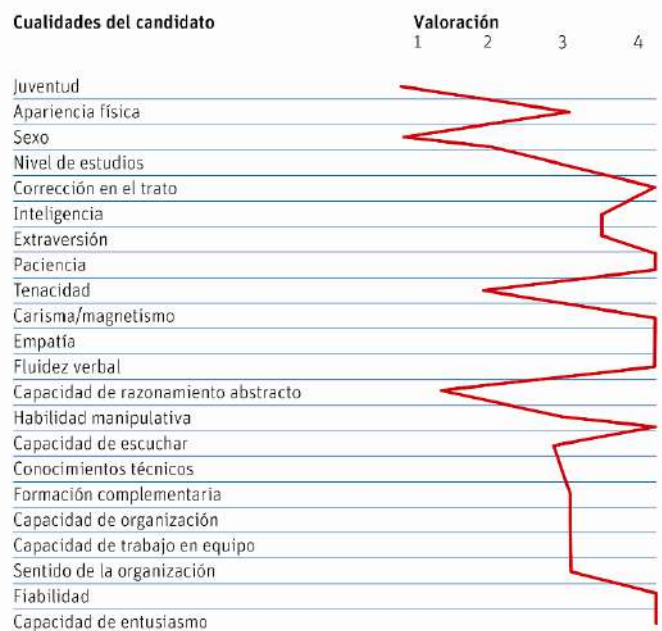 Cualidades del candidato Valoración
1 2 3 4
Juventud
Apariencia física
Sexo
Nivel de estudios
Corrección en el trato
Inteligencia
Extraversión
Paciencia
Tenacidad
Carisma/magnetismo
Empatía
Fluidez verbal
Capacidad de razonamiento abstracto
Habilidad manipulativa
Capacidad de escuchar
Conocimientos técnicos
Formación complementaria
Capacidad de organización
Capacidad de trabajo en equipo
Sentido de la organización
Fiabilidad
Capacidad de entusiasmo